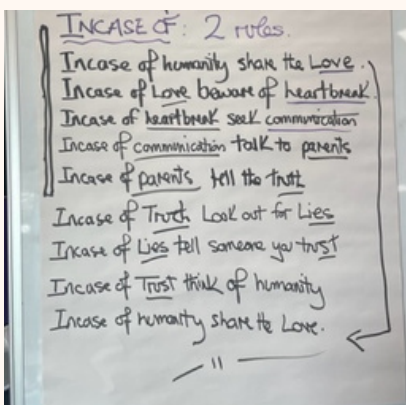 INCASE OF: 2 rules.
Incase of humanity share the Love.
Incase of Love beware of heartbreak
Incase of heartbreak seek communication
Incase of communication talk to parents
Incase of parents tell the truth
Incase of Truth Look out for Lies
Incase of Lies tell someone you trust
Incase of Trust think of humanity
Incase of humanity share the Love.